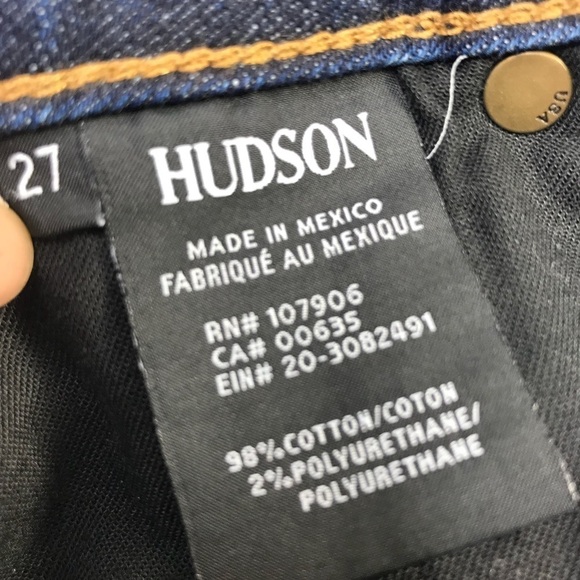 27
HUDSON
MADE IN MEXICO
FABRIQUÉ AU MEXIQUE
RN# 107906
CA# 00635
EIN# 20-3082491
98% COTTON/COTON
2% POLYURETHANE/
POLYURETHANE
USA